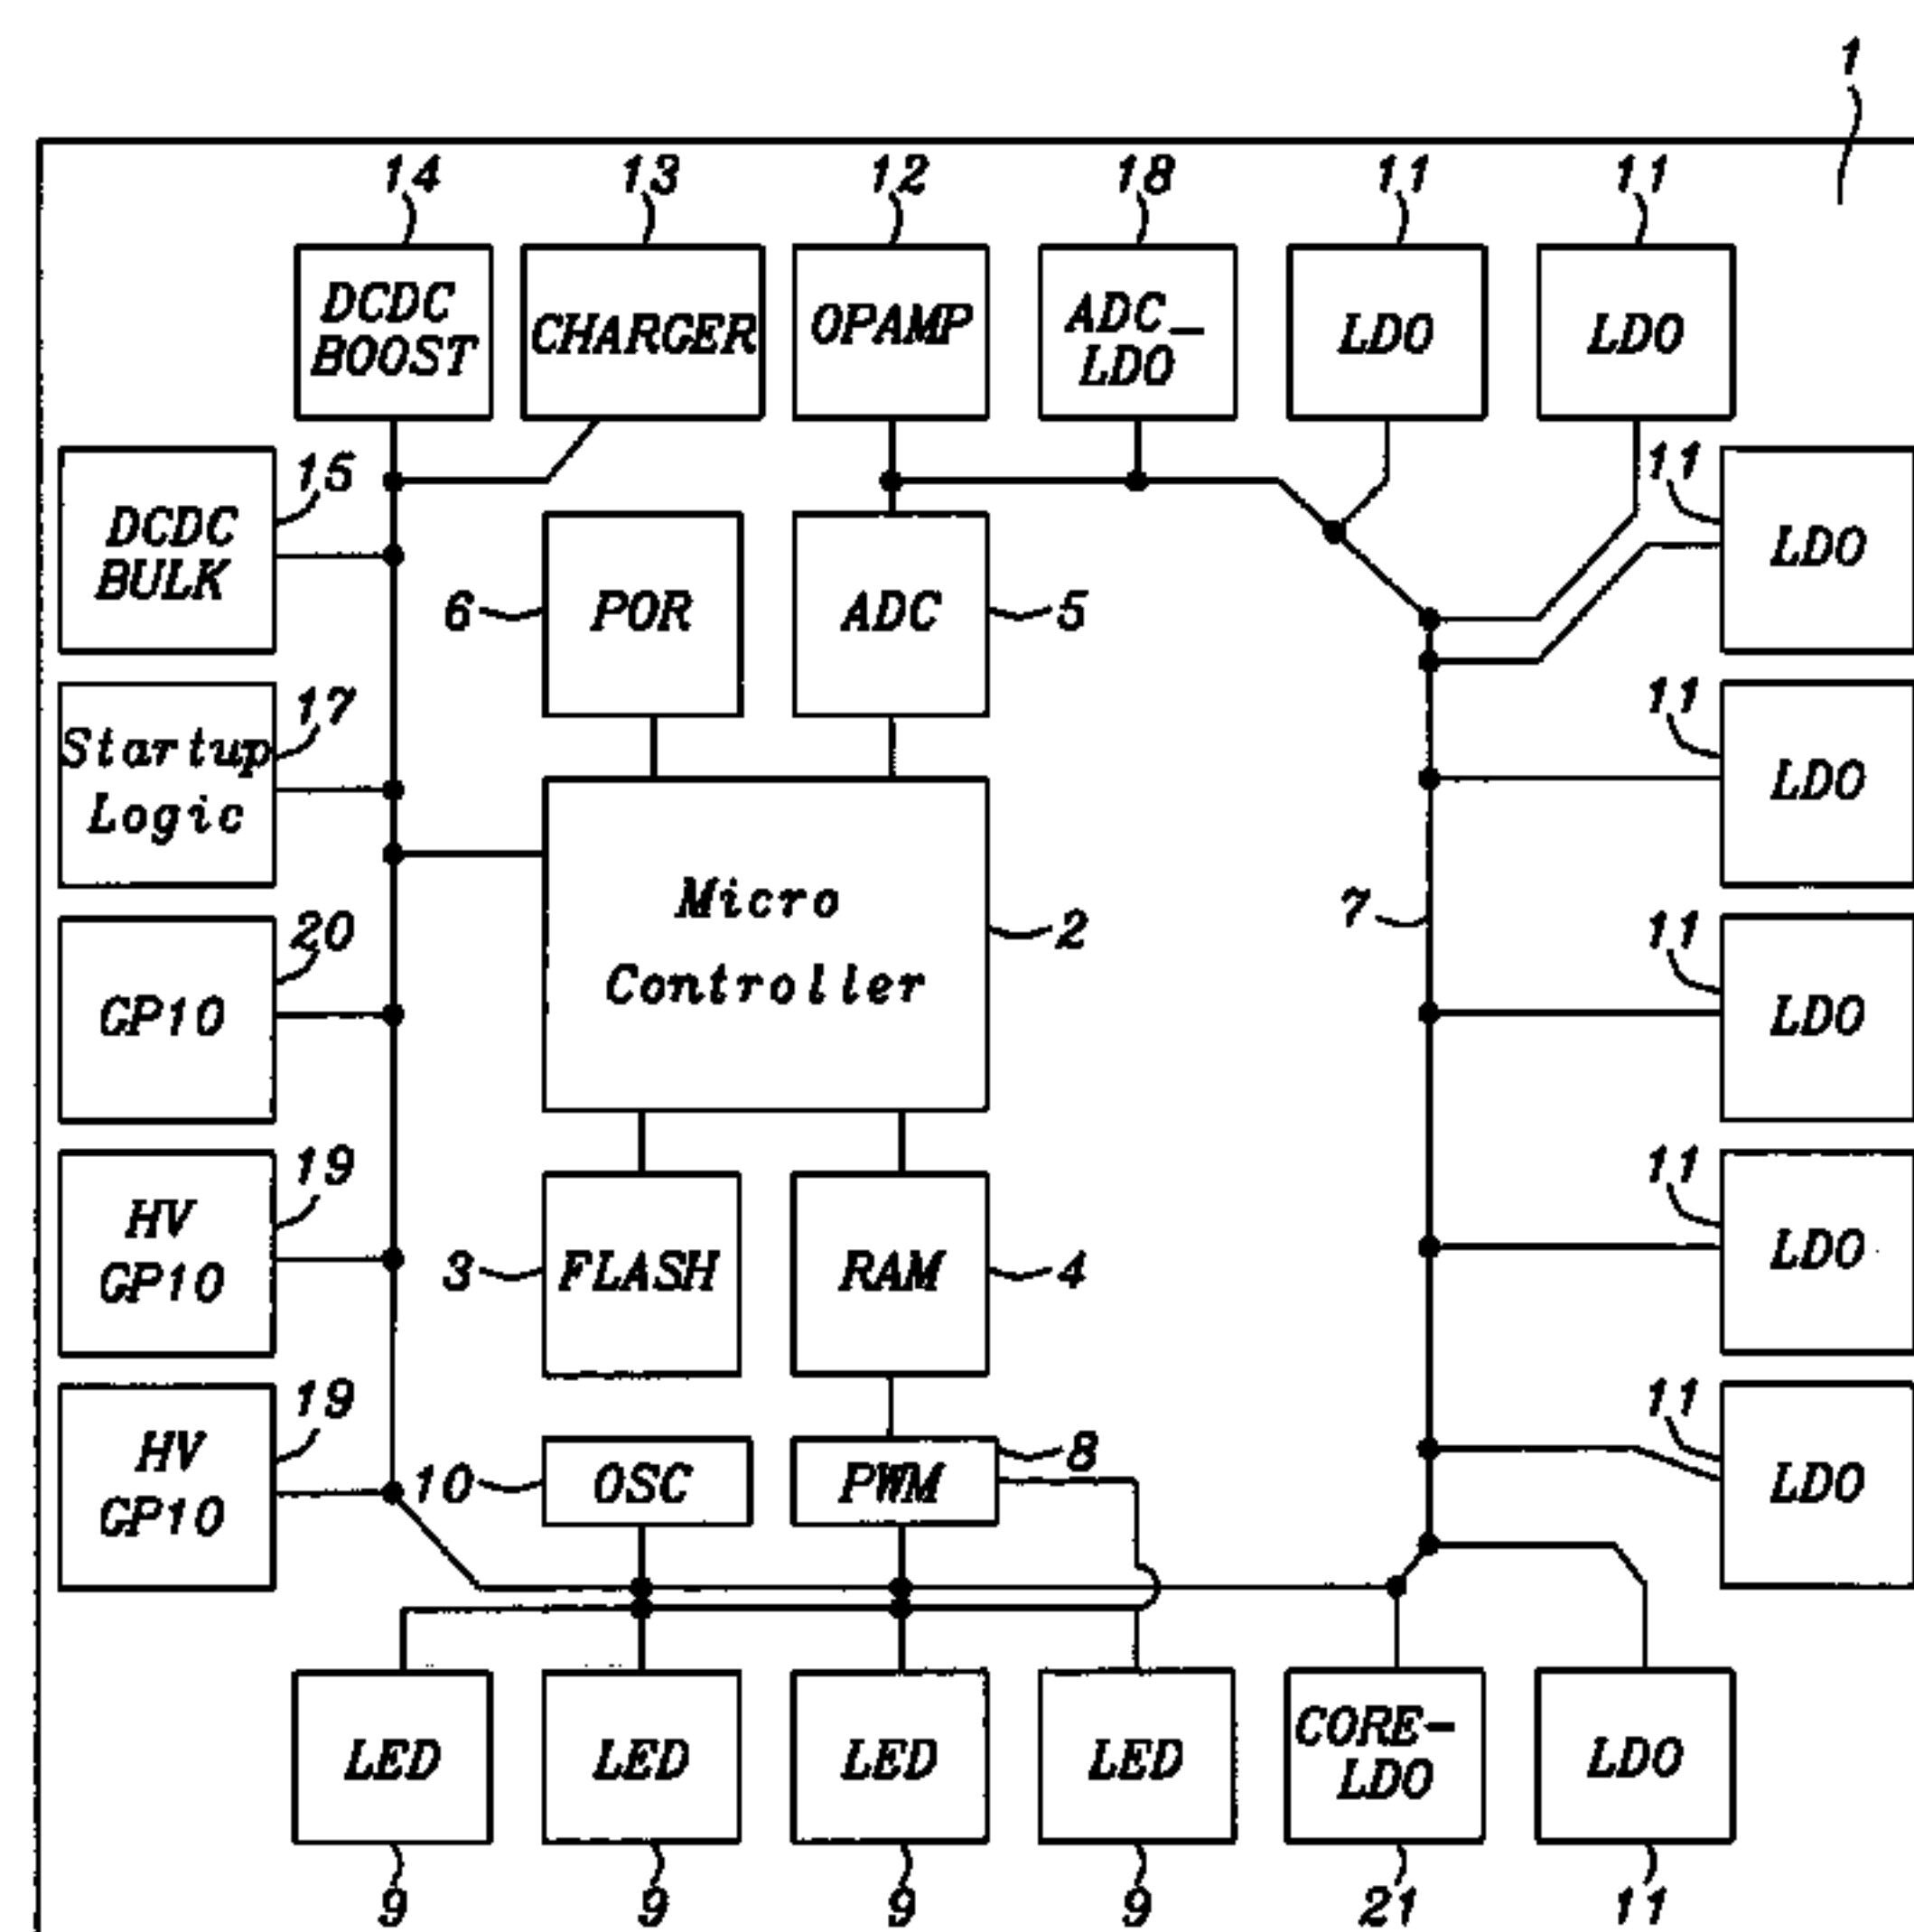 1
14 13 12 18 11 11
DCDC
BOOST
CHARGER
OPAMP
ADC_
LDO
LDO
LDO
15
DCDC
BULK
11
LDO
6
POR
ADC
5
17
Startup
Logic
11
LDO
20
GP10
Micro
Controller
2
7
11
LDO
19
HV
GP10
3
FLASH
RAM
4
11
LDO
19
HV
GP10
10
OSC
PWM
8
11
LDO
LED
LED
LED
LED
CORE-
LDO
LDO
9 9 9 9 21 11